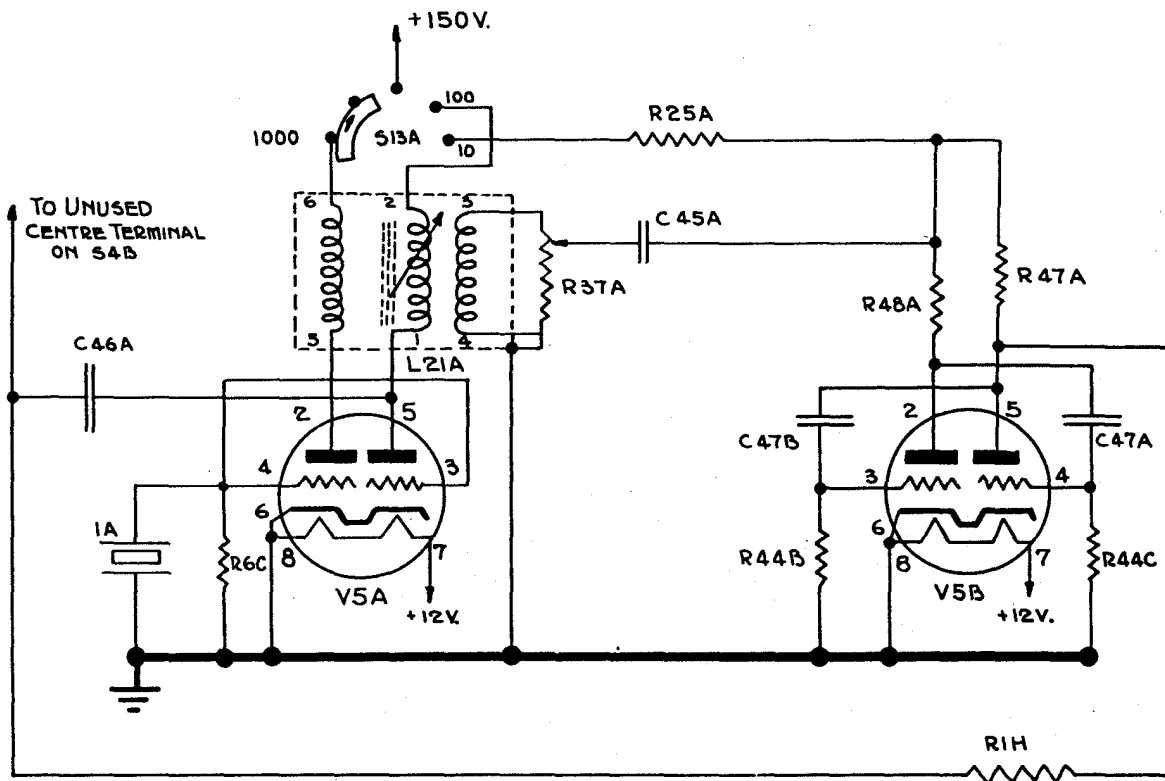 +150V.
100
1000
S13A
10
R25A
TO UNUSED
CENTRE TERMINAL
ON S4B
6
2
3
C45A
R37A
R48A
R47A
5
4
L21A
C46A
2
5
4
3
6
8
7
1A
R6C
V5A
+12V.
C47B
2
5
C47A
3
4
6
8
7
R44B
R44C
V5B
+12V.
R1H